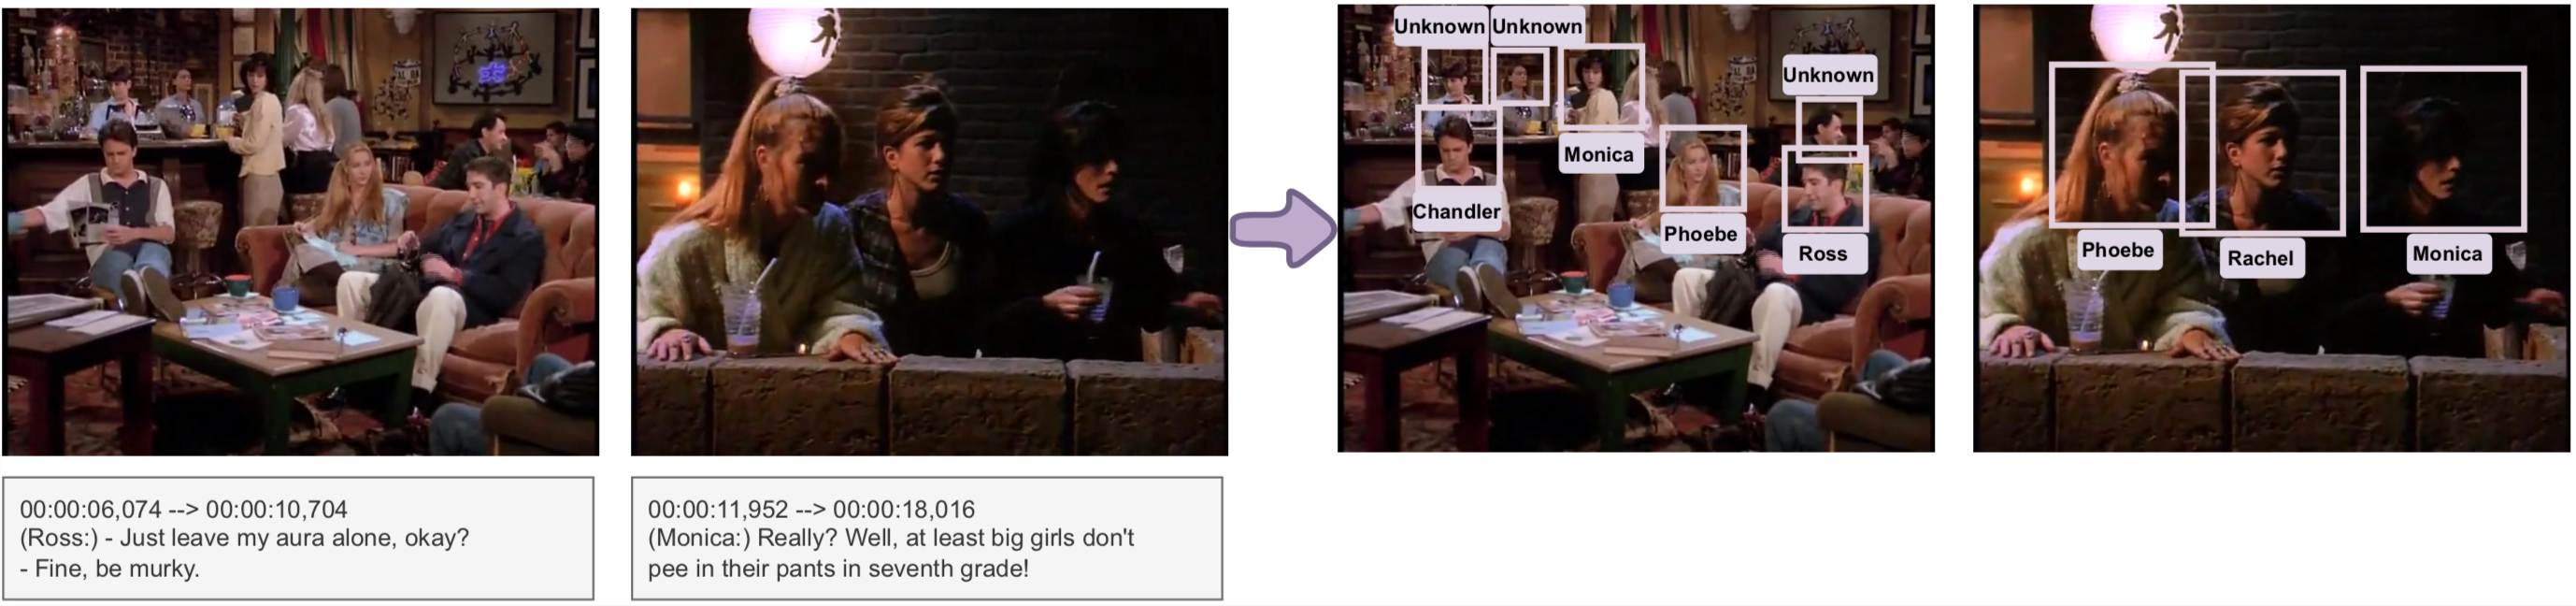 00:00:06,074 --> 00:00:10,704
(Ross:) - Just leave my aura alone, okay?
- Fine, be murky.
00:00:11,952 --> 00:00:18,016
(Monica:) Really? Well, at least big girls don't
pee in their pants in seventh grade!
Unknown
Unknown
Unknown
Monica
Chandler
Phoebe
Ross
Phoebe
Rachel
Monica